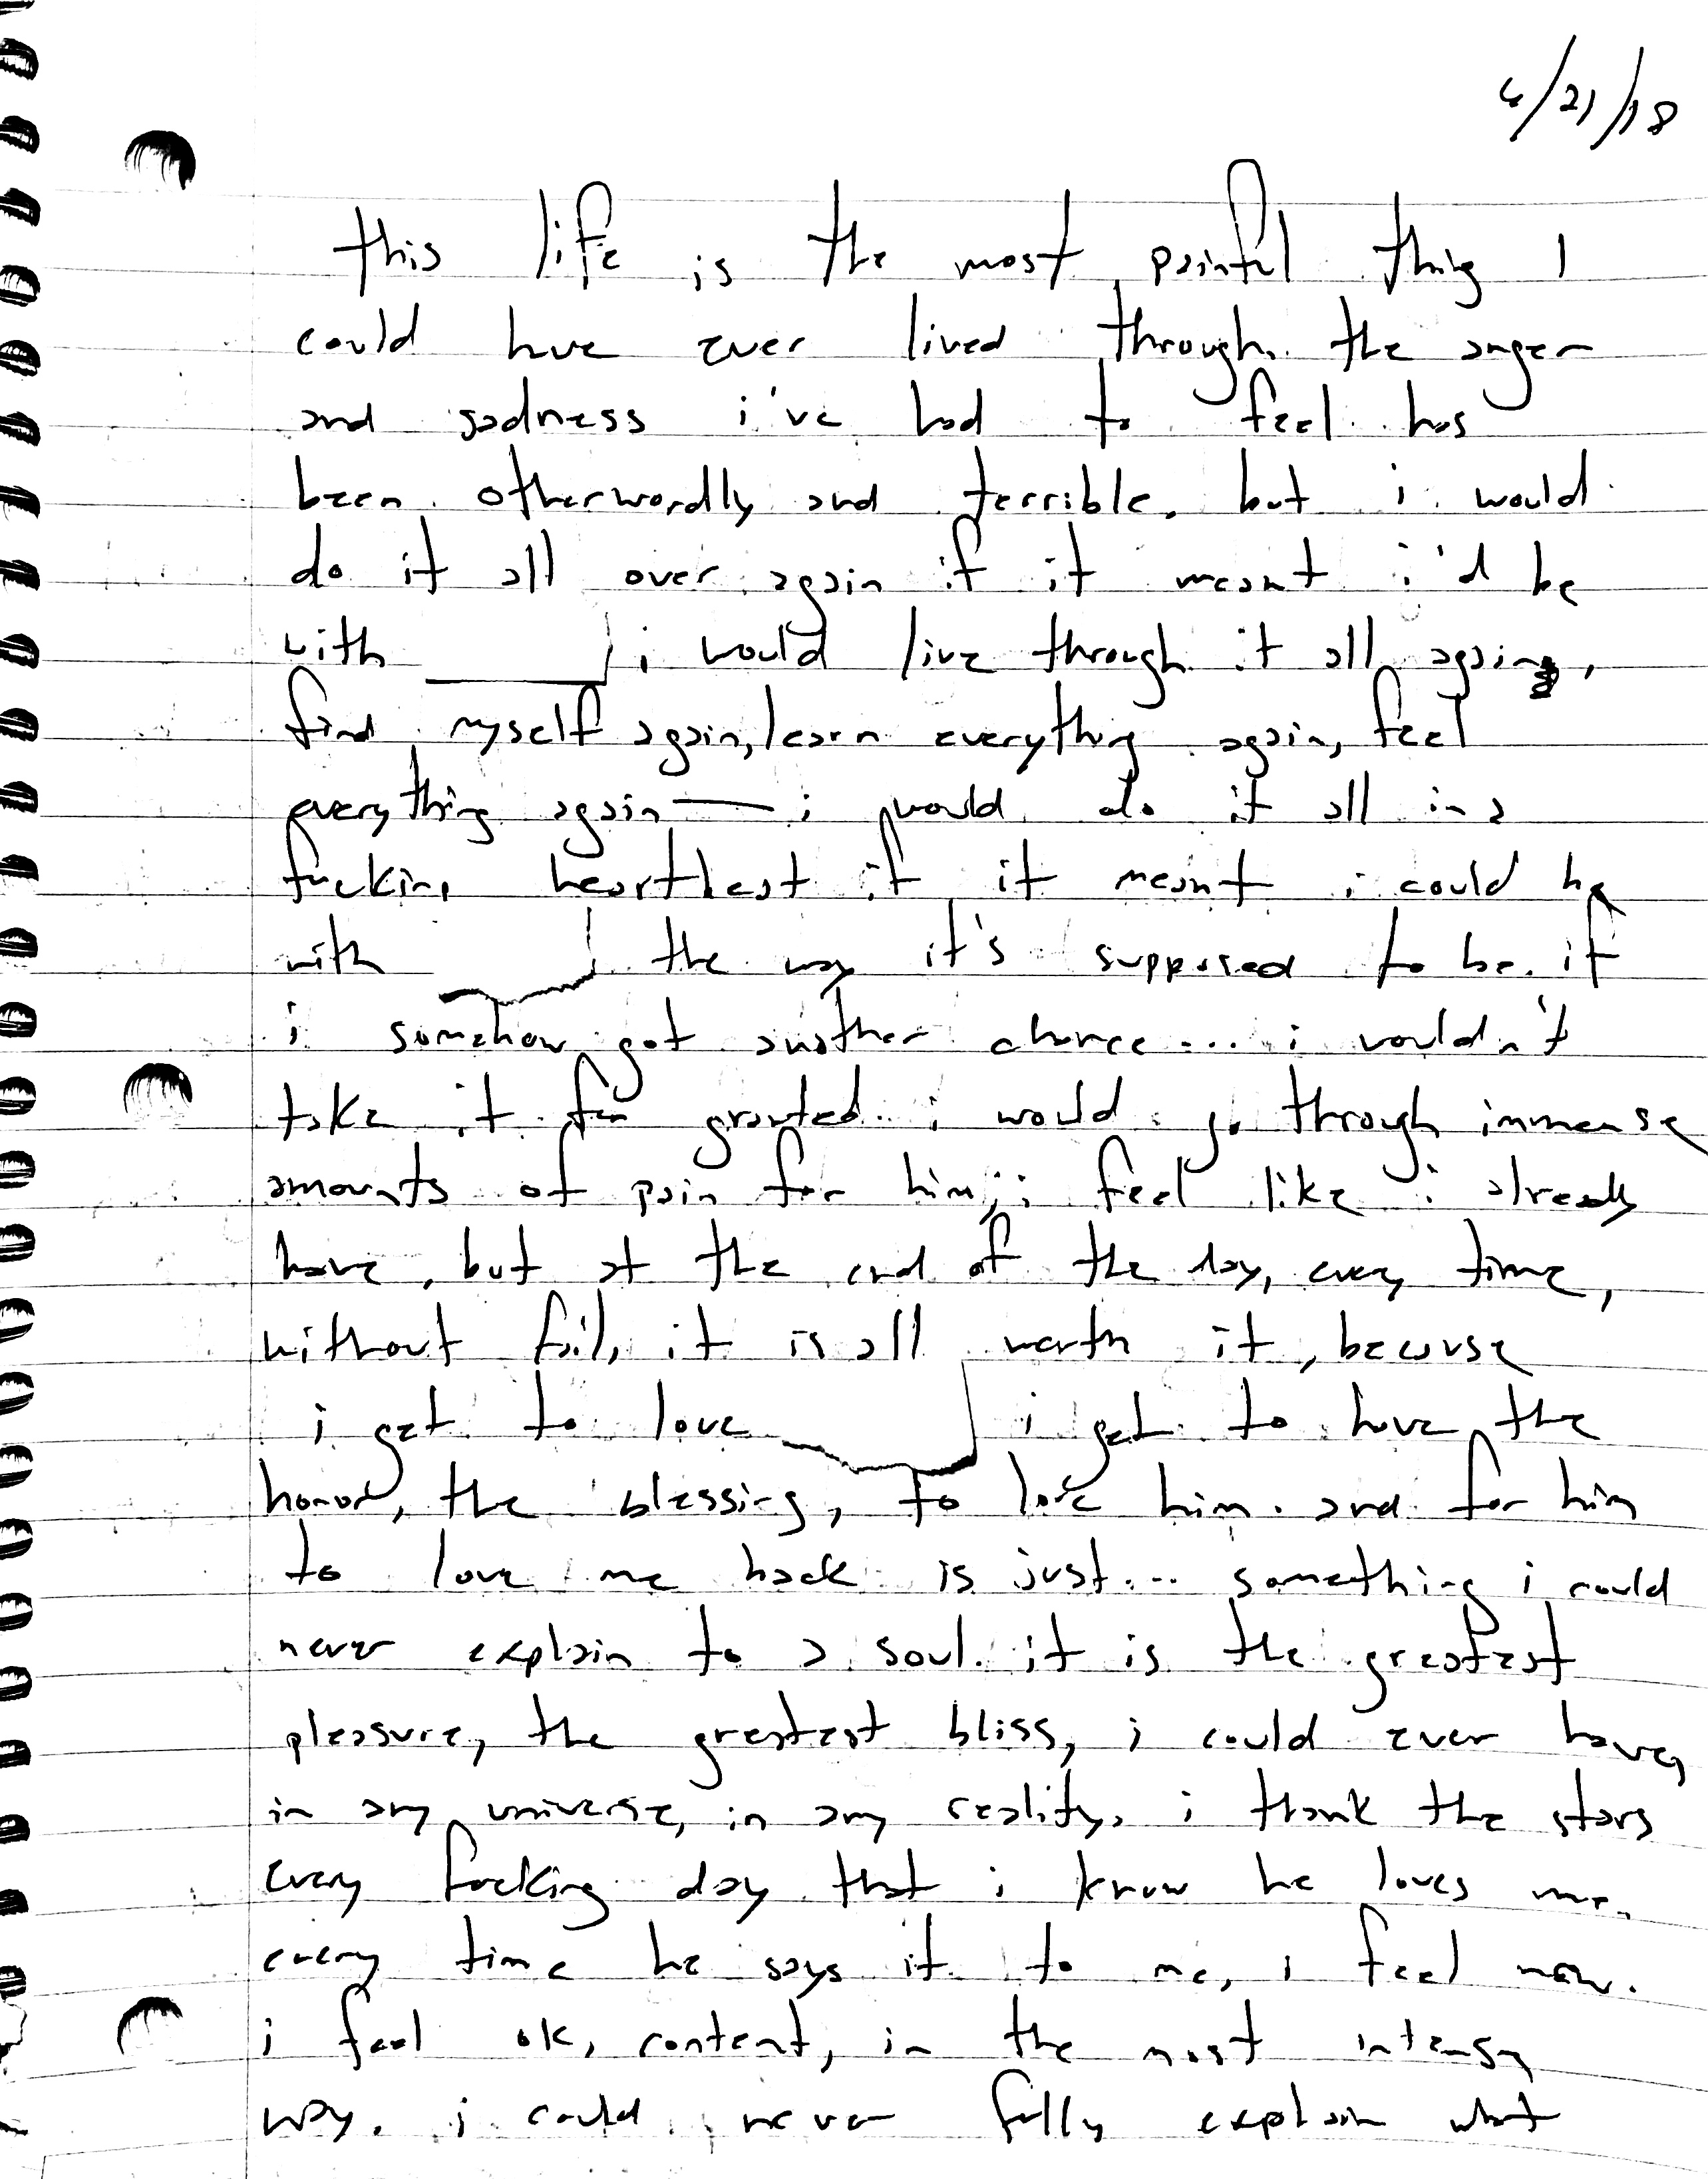 4/21/18
this life is the most painful thing I
could have ever lived through. the anger
and sadness i've had to feel has
been otherwordly and terrible. but i would
do it all over again if it meant i'd be
with i would live through it all again,
find myself again, learn everything again, feel
everything again — i would do it all in a
fucking heartbeat if it meant i could be
with the way it's supposed to be. if
i somehow got another chance... i wouldn't
take it for granted. i would go through immense
amounts of pain for him; i feel like i already
have, but at the end of the day, every time,
without fail, it is all worth it, because
i get to love i get to have the
honor, the blessing, to love him. and for him
to love me back is just... something i could
never explain to a soul. it is the greatest
pleasure, the greatest bliss, i could ever have,
in any universe, in any reality. i thank the stars
every fucking day that i know he loves me.
every time he says it to me, i feel new.
i feel ok, content, in the most intense
way. i could never fully explain what